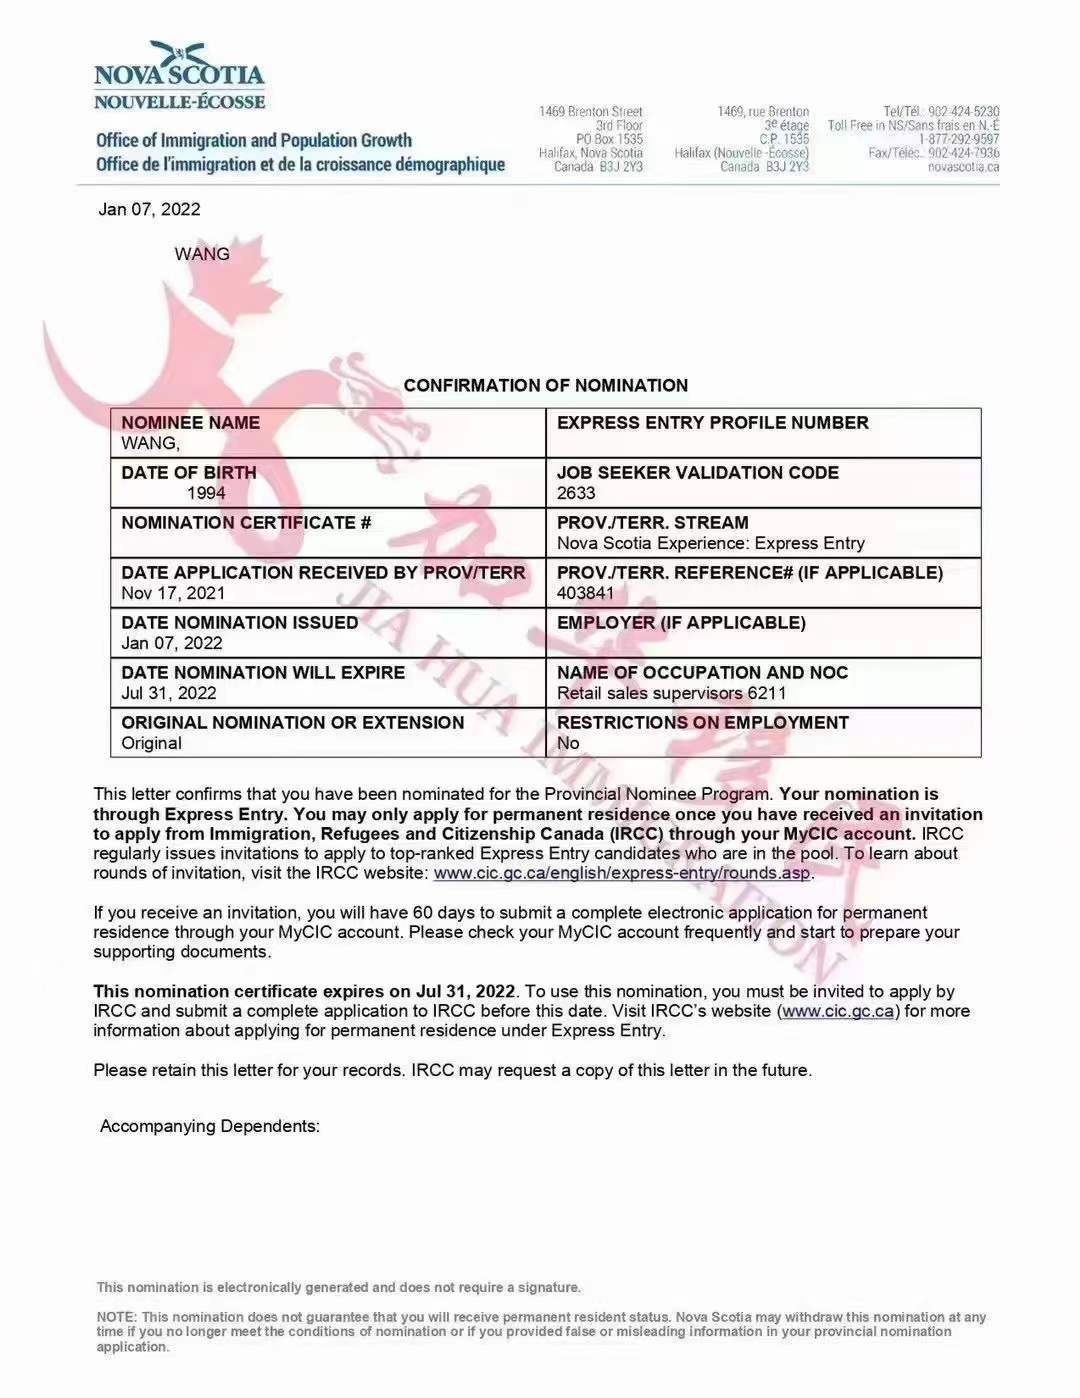 NOVA SCOTIA
NOUVELLE-ÉCOSSE
Office of Immigration and Population Growth
Office de l'immigration et de la croissance démographique
1469 Brenton Street
3rd Floor
PO Box 1535
Halifax, Nova Scotia
Canada B3J 2Y3
1469, rue Brenton
3e étage
C.P. 1535
Halifax (Nouvelle -Écosse)
Canada B3J 2Y3
Tel/Tél.: 902-424-5230
Toll Free in NS/Sans frais en N.-É
1-877-292-9597
Fax/Téléc.: 902-424-7936
novascotia.ca
Jan 07, 2022
WANG
CONFIRMATION OF NOMINATION
NOMINEE NAME
WANG,
EXPRESS ENTRY PROFILE NUMBER
DATE OF BIRTH
1994
JOB SEEKER VALIDATION CODE
2633
NOMINATION CERTIFICATE #
PROV./TERR. STREAM
Nova Scotia Experience: Express Entry
DATE APPLICATION RECEIVED BY PROV/TERR
Nov 17, 2021
PROV./TERR. REFERENCE# (IF APPLICABLE)
403841
DATE NOMINATION ISSUED
Jan 07, 2022
EMPLOYER (IF APPLICABLE)
DATE NOMINATION WILL EXPIRE
Jul 31, 2022
NAME OF OCCUPATION AND NOC
Retail sales supervisors 6211
ORIGINAL NOMINATION OR EXTENSION
Original
RESTRICTIONS ON EMPLOYMENT
No
This letter confirms that you have been nominated for the Provincial Nominee Program. Your nomination is
through Express Entry. You may only apply for permanent residence once you have received an invitation
to apply from Immigration, Refugees and Citizenship Canada (IRCC) through your MyCIC account. IRCC
regularly issues invitations to apply to top-ranked Express Entry candidates who are in the pool. To learn about
rounds of invitation, visit the IRCC website: www.cic.gc.ca/english/express-entry/rounds.asp.
If you receive an invitation, you will have 60 days to submit a complete electronic application for permanent
residence through your MyCIC account. Please check your MyCIC account frequently and start to prepare your
supporting documents.
This nomination certificate expires on Jul 31, 2022. To use this nomination, you must be invited to apply by
IRCC and submit a complete application to IRCC before this date. Visit IRCC's website (www.cic.gc.ca) for more
information about applying for permanent residence under Express Entry.
Please retain this letter for your records. IRCC may request a copy of this letter in the future.
Accompanying Dependents:
This nomination is electronically generated and does not require a signature.
NOTE: This nomination does not guarantee that you will receive permanent resident status. Nova Scotia may withdraw this nomination at any
time if you no longer meet the conditions of nomination or if you provided false or misleading information in your provincial nomination
application.
加华移民
JIA HUA IMMIGRATION